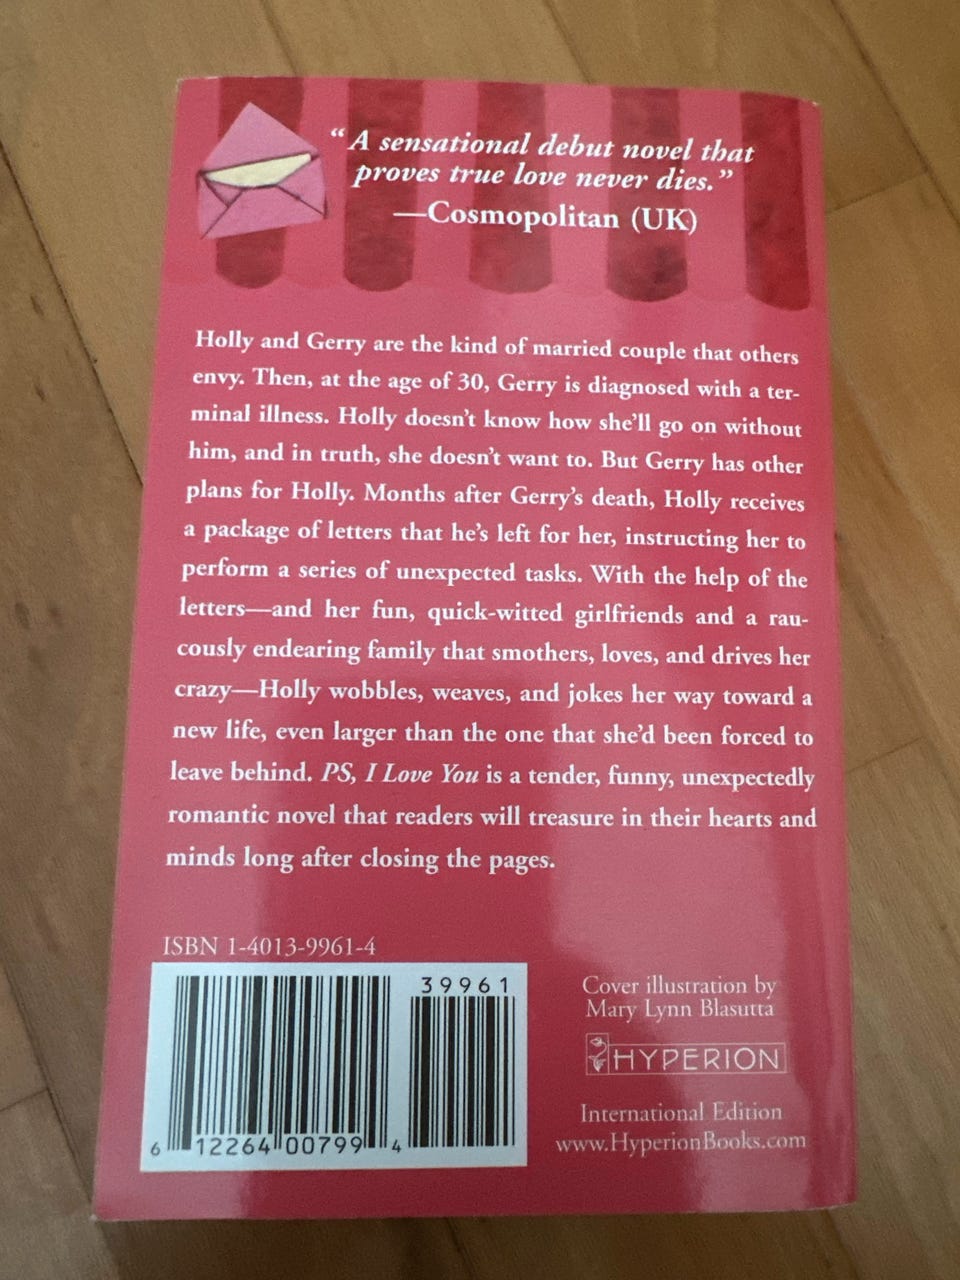 “A sensational debut novel that
proves true love never dies.”
—Cosmopolitan (UK)
Holly and Gerry are the kind of married couple that others
envy. Then, at the age of 30, Gerry is diagnosed with a ter-
minal illness. Holly doesn’t know how she’ll go on without
him, and in truth, she doesn’t want to. But Gerry has other
plans for Holly. Months after Gerry’s death, Holly receives
a package of letters that he’s left for her, instructing her to
perform a series of unexpected tasks. With the help of the
letters—and her fun, quick-witted girlfriends and a rau-
cously endearing family that smothers, loves, and drives her
crazy—Holly wobbles, weaves, and jokes her way toward a
new life, even larger than the one that she’d been forced to
leave behind. PS, I Love You is a tender, funny, unexpectedly
romantic novel that readers will treasure in their hearts and
minds long after closing the pages.
ISBN 1-4013-9961-4
39961
6 12264 00799 4
Cover illustration by
Mary Lynn Blasutta
HYPERION
International Edition
www.HyperionBooks.com